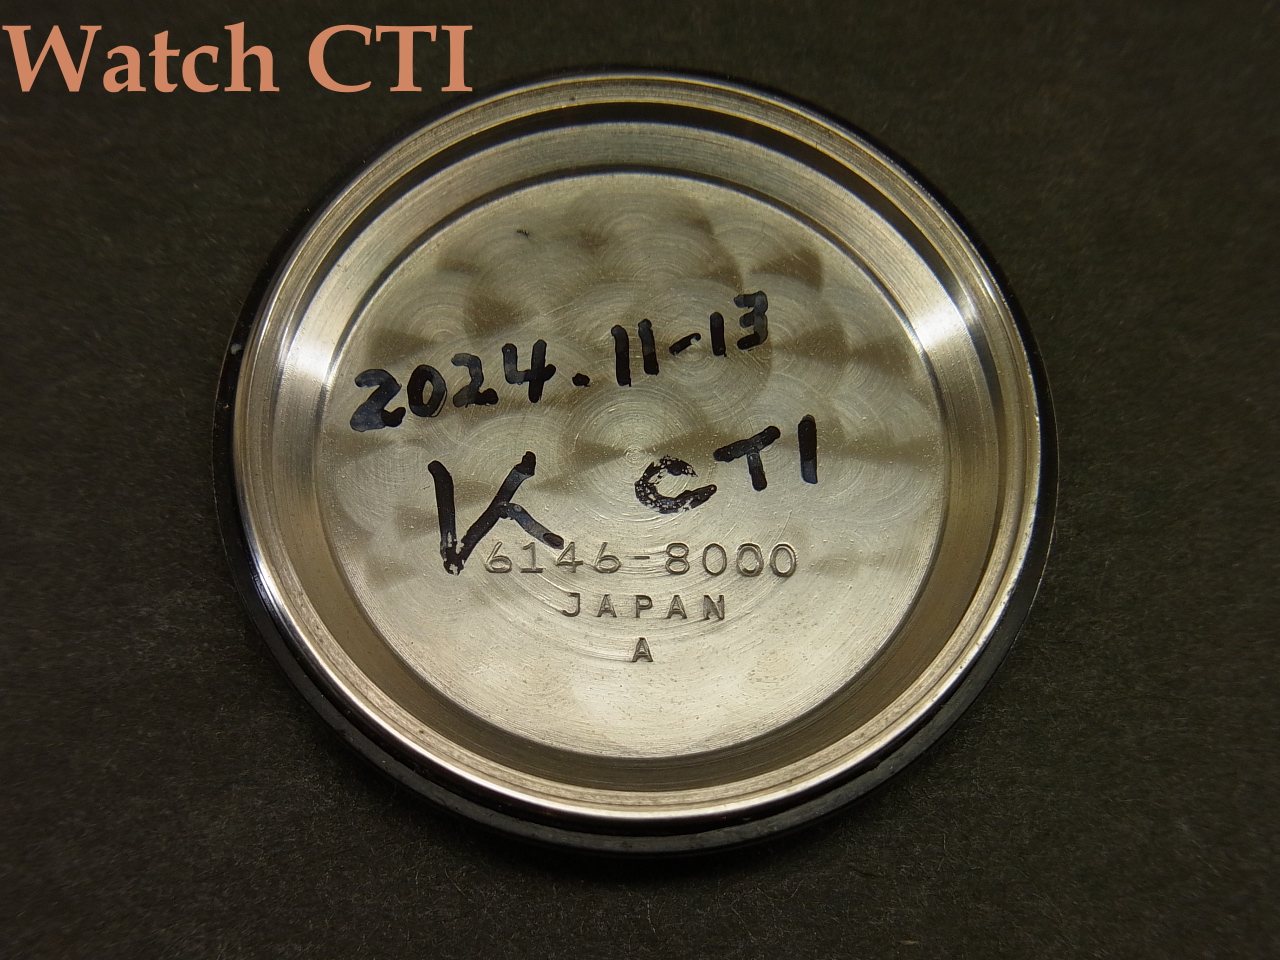 Watch CTI
2024.11-13
K CTI
6146-8000
JAPAN
A